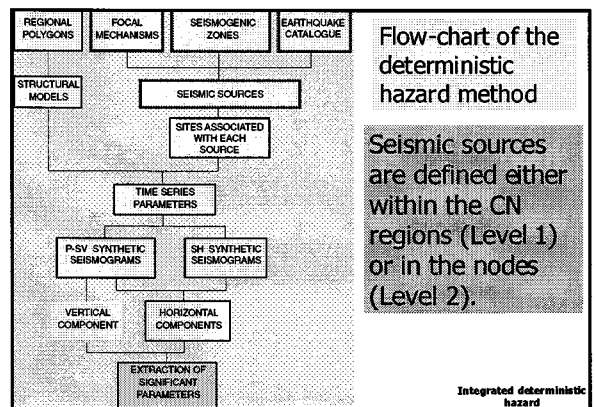 REGIONAL
POLYGONS
FOCAL
MECHANISMS
SEISMOGENIC
ZONES
EARTHQUAKE
CATALOGUE
STRUCTURAL
MODELS
SEISMIC SOURCES
SITES ASSOCIATED
WITH EACH
SOURCE
TIME SERIES
PARAMETERS
P-SV SYNTHETIC
SEISMOGRAMS
SH SYNTHETIC
SEISMOGRAMS
VERTICAL
COMPONENT
HORIZONTAL
COMPONENTS
EXTRACTION OF
SIGNIFICANT
PARAMETERS
Flow-chart of the
deterministic
hazard method
Seismic sources
are defined either
within the CN
regions (Level 1)
or in the nodes
(Level 2).
Integrated deterministic
hazard